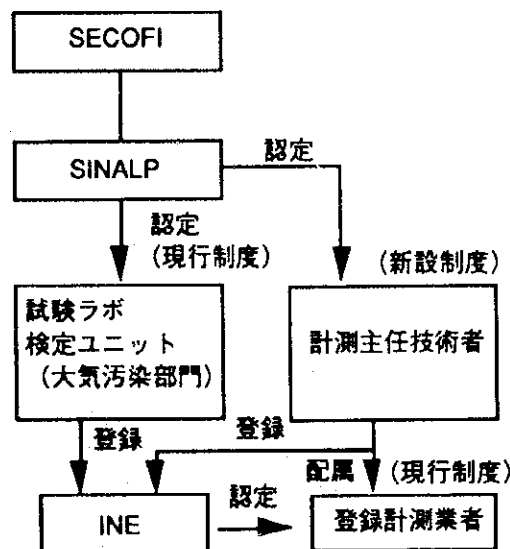 SECOFI
SINALP
認定
認定
(現行制度)
(新設制度)
試験ラボ
検定ユニット
(大気汚染部門)
計測主任技術者
登録
登録
配属
(現行制度)
INE
認定
登録計測業者